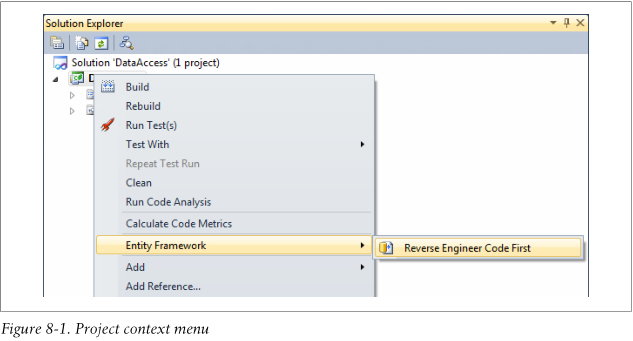 Solution Explorer
Solution 'DataAccess' (1 project)
Build
Rebuild
Run Test(s)
Test With
Repeat Test Run
Clean
Run Code Analysis
Calculate Code Metrics
Entity Framework
Reverse Engineer Code First
Add
Add Reference...
Figure 8-1. Project context menu